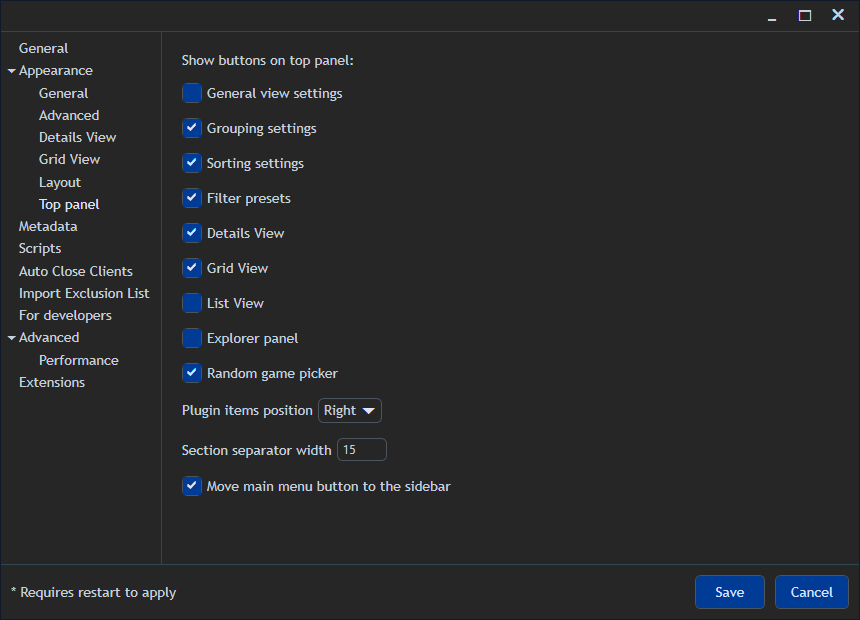 General
Appearance
General
Advanced
Details View
Grid View
Layout
Top panel
Metadata
Scripts
Auto Close Clients
Import Exclusion List
For developers
Advanced
Performance
Extensions
Show buttons on top panel:
General view settings
Grouping settings
Sorting settings
Filter presets
Details View
Grid View
List View
Explorer panel
Random game picker
Plugin items position Right
Section separator width 15
Move main menu button to the sidebar
* Requires restart to apply
Save Cancel